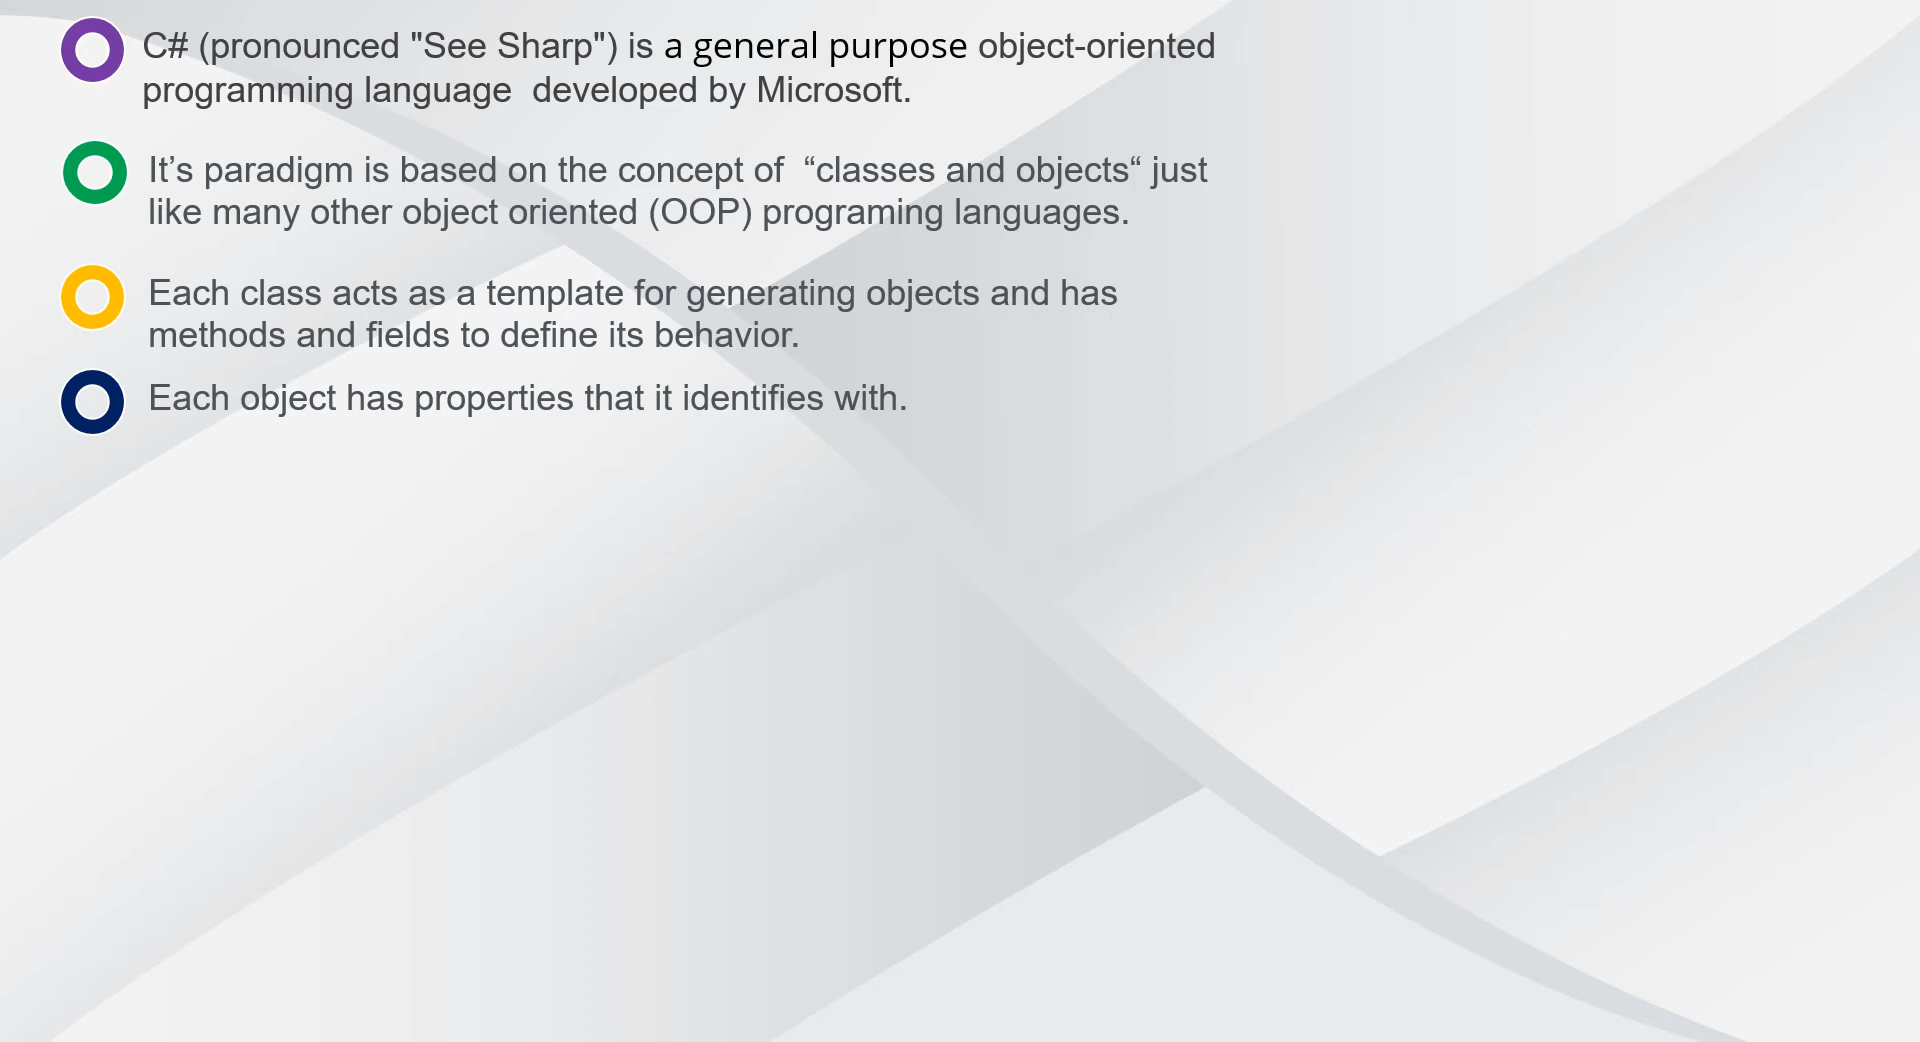 C# (pronounced "See Sharp") is a general purpose object-oriented
programming language  developed by Microsoft.
It’s paradigm is based on the concept of  “classes and objects“ just
like many other object oriented (OOP) programing languages.
Each class acts as a template for generating objects and has
methods and fields to define its behavior.
Each object has properties that it identifies with.